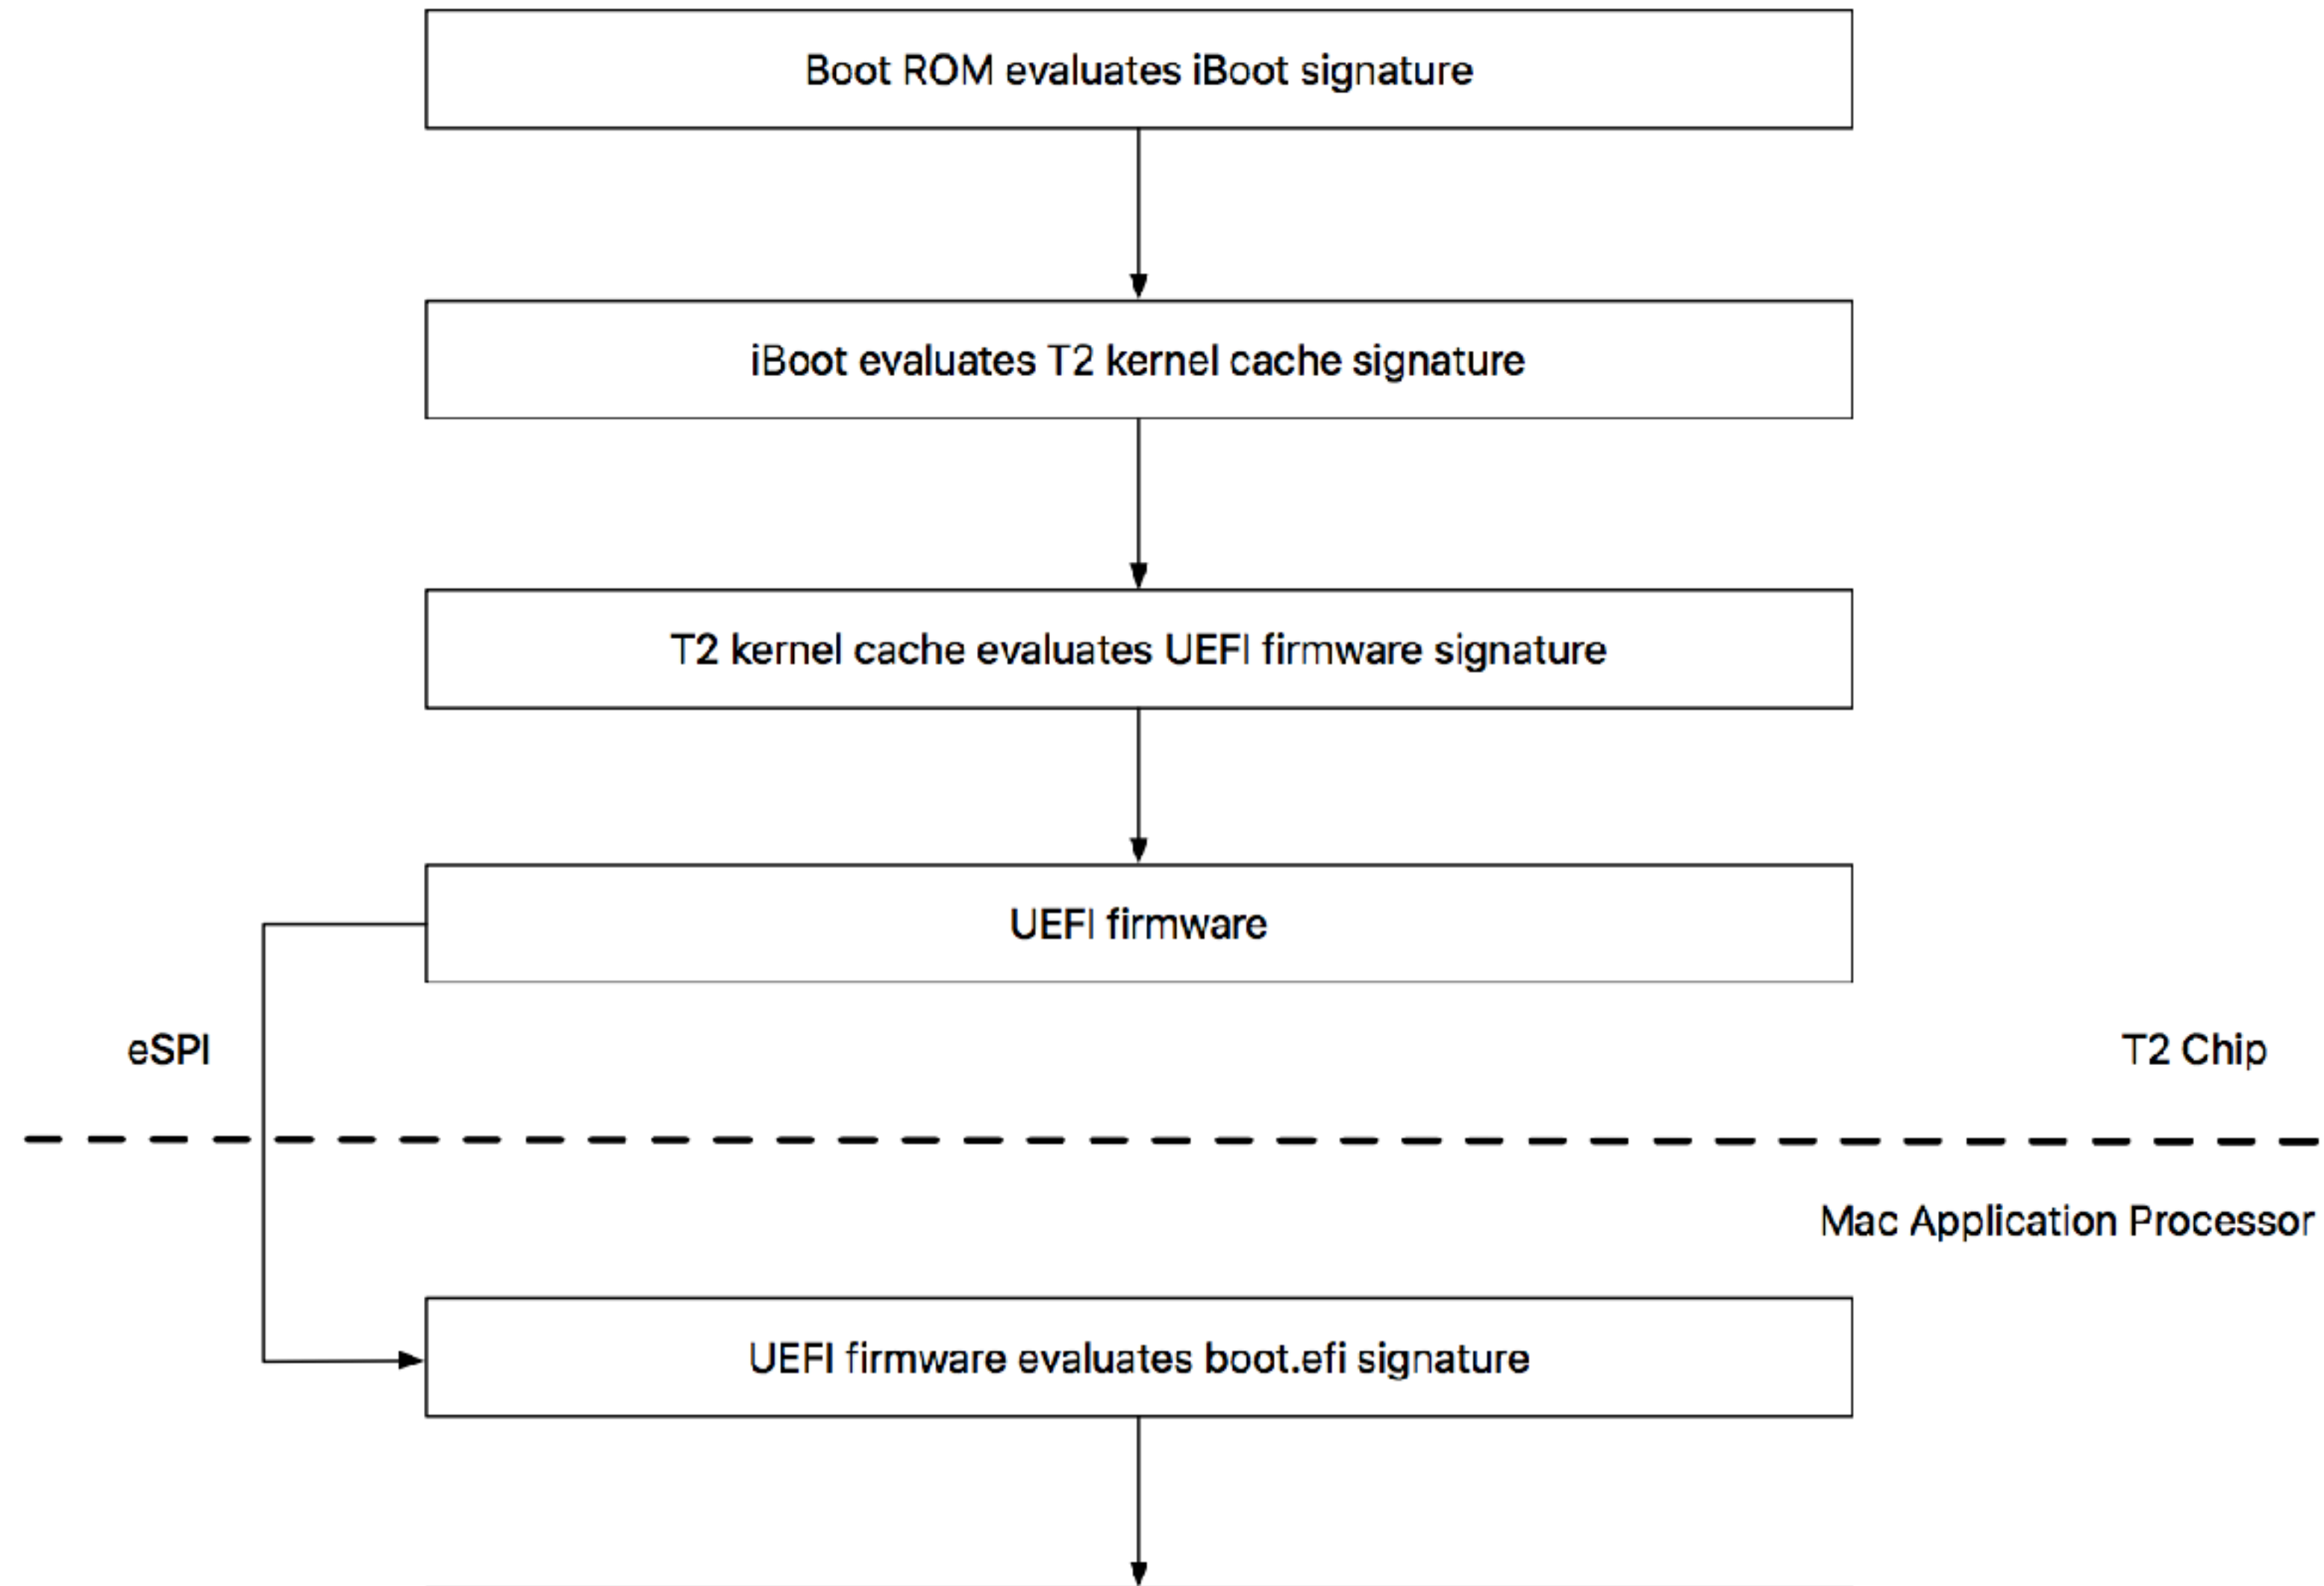 Boot ROM evaluates iBoot signature
iBoot evaluates T2 kernel cache signature
T2 kernel cache evaluates UEFI firmware signature
UEFI firmware
eSPI
T2 Chip
Mac Application Processor
UEFI firmware evaluates boot.efi signature